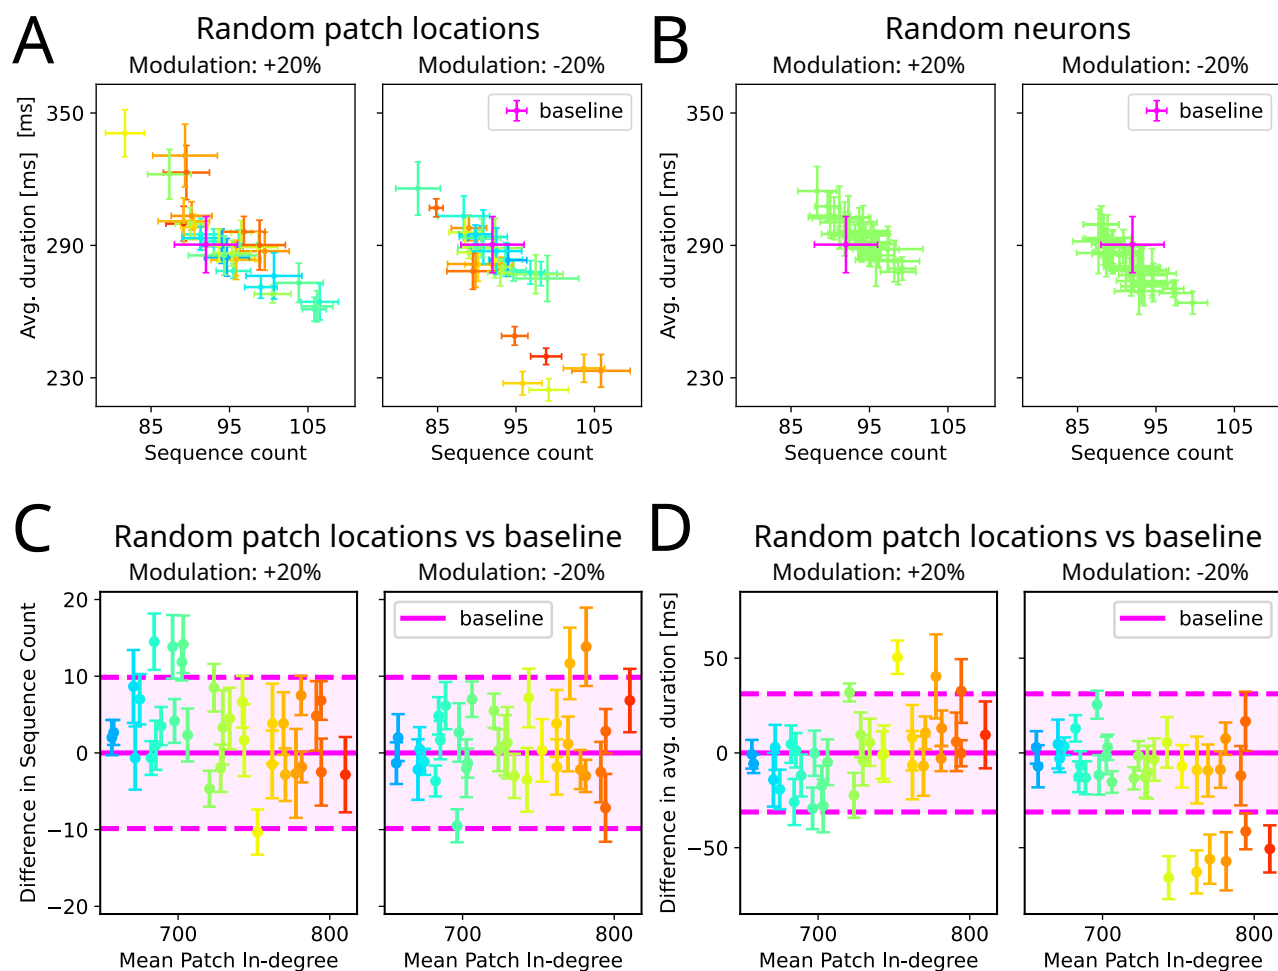 A
Random patch locations
B
Random neurons
Modulation: +20%
Modulation: -20%
Modulation: +20%
Modulation: -20%
Avg. duration [ms] [ms]
350
290
230
baseline
85 95 105
85 95 105
Sequence count
Sequence count
Avg. duration [ms]
350
290
230
baseline
85 95 105
85 95 105
Sequence count
Sequence count
C
Random patch locations vs baseline
D
Random patch locations vs baseline
Modulation: +20%
Modulation: -20%
Modulation: +20%
Modulation: -20%
Difference in Sequence Count
20
10
0
−10
−20
baseline
700 800
700 800
Mean Patch In-degree
Mean Patch In-degree
Difference in avg. duration [ms]
50
0
−50
baseline
700 800
700 800
Mean Patch In-degree
Mean Patch In-degree